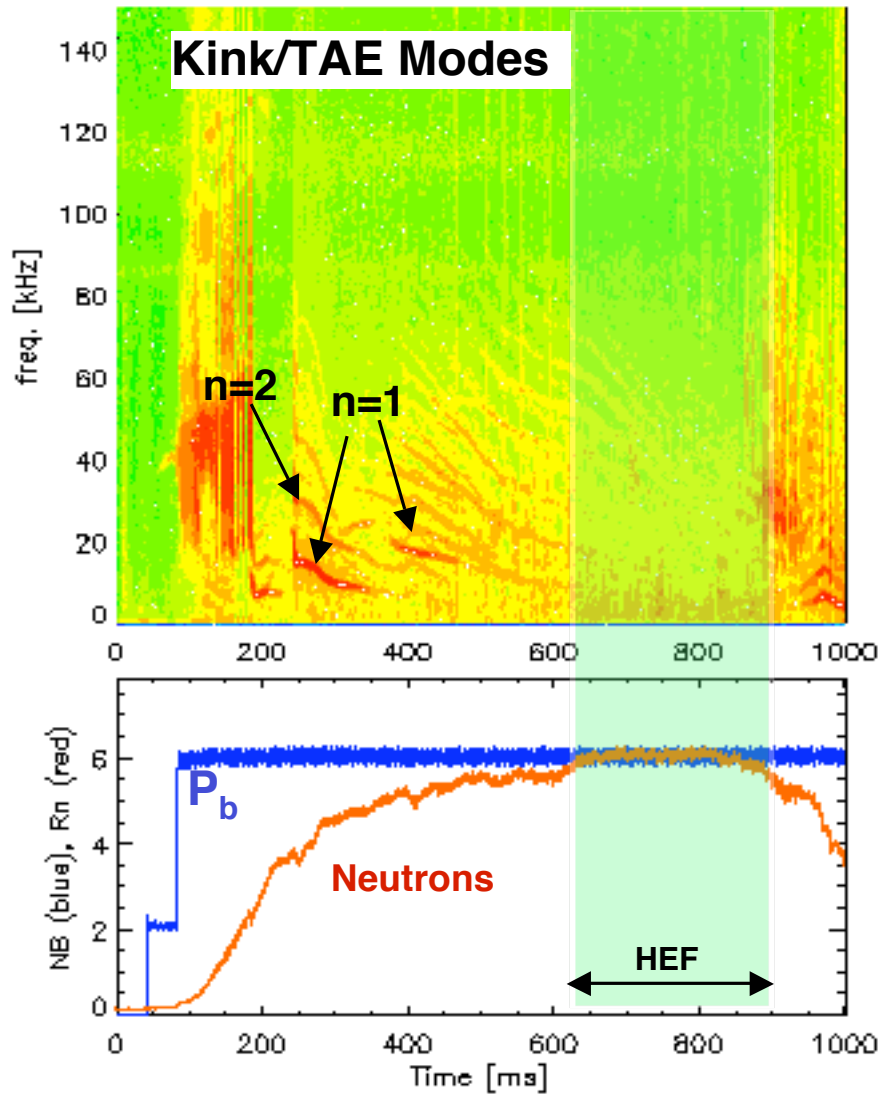 Kink/TAE Modes
140
120
100
80
60
40
20
0
freq. [kHz]
n=2
n=1
0 200 400 600 800 1000
NB (blue), Rn (red)
6
4
2
0
P_b
Neutrons
HEF
0 200 400 600 800 1000
Time [ms]